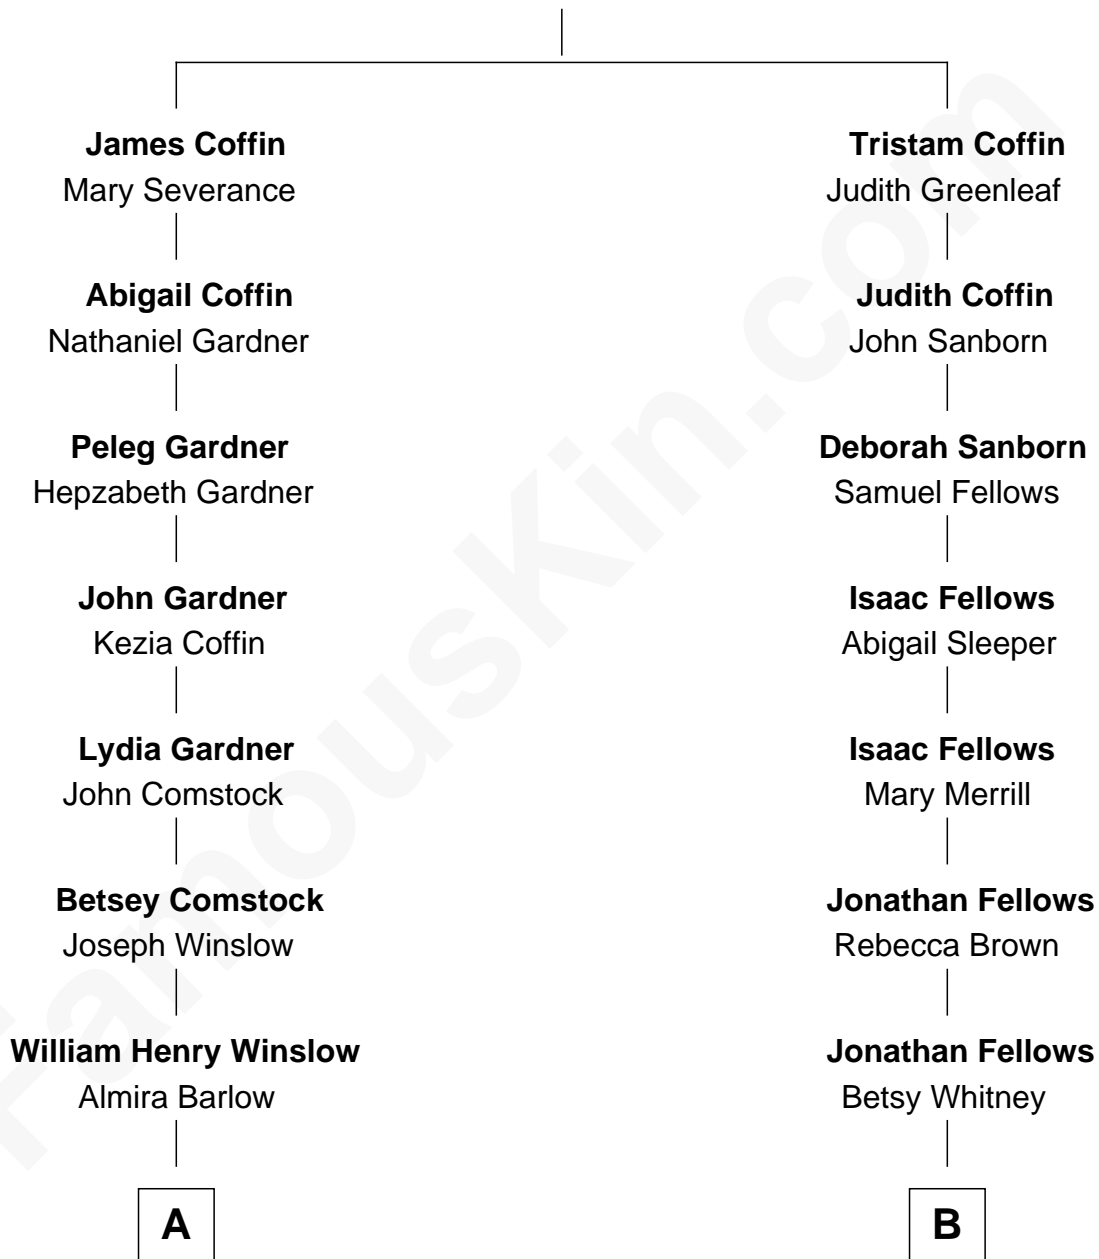 James Coffin
Mary Severance
Abigail Coffin
Nathaniel Gardner
Peleg Gardner
Hepzabeth Gardner
John Gardner
Kezia Coffin
Lydia Gardner
John Comstock
Betsey Comstock
Joseph Winslow
William Henry Winslow
Almira Barlow
A
Tristam Coffin
Judith Greenleaf
Judith Coffin
John Sanborn
Deborah Sanborn
Samuel Fellows
Isaac Fellows
Abigail Sleeper
Isaac Fellows
Mary Merrill
Jonathan Fellows
Rebecca Brown
Jonathan Fellows
Betsy Whitney
B
FamousKin.com